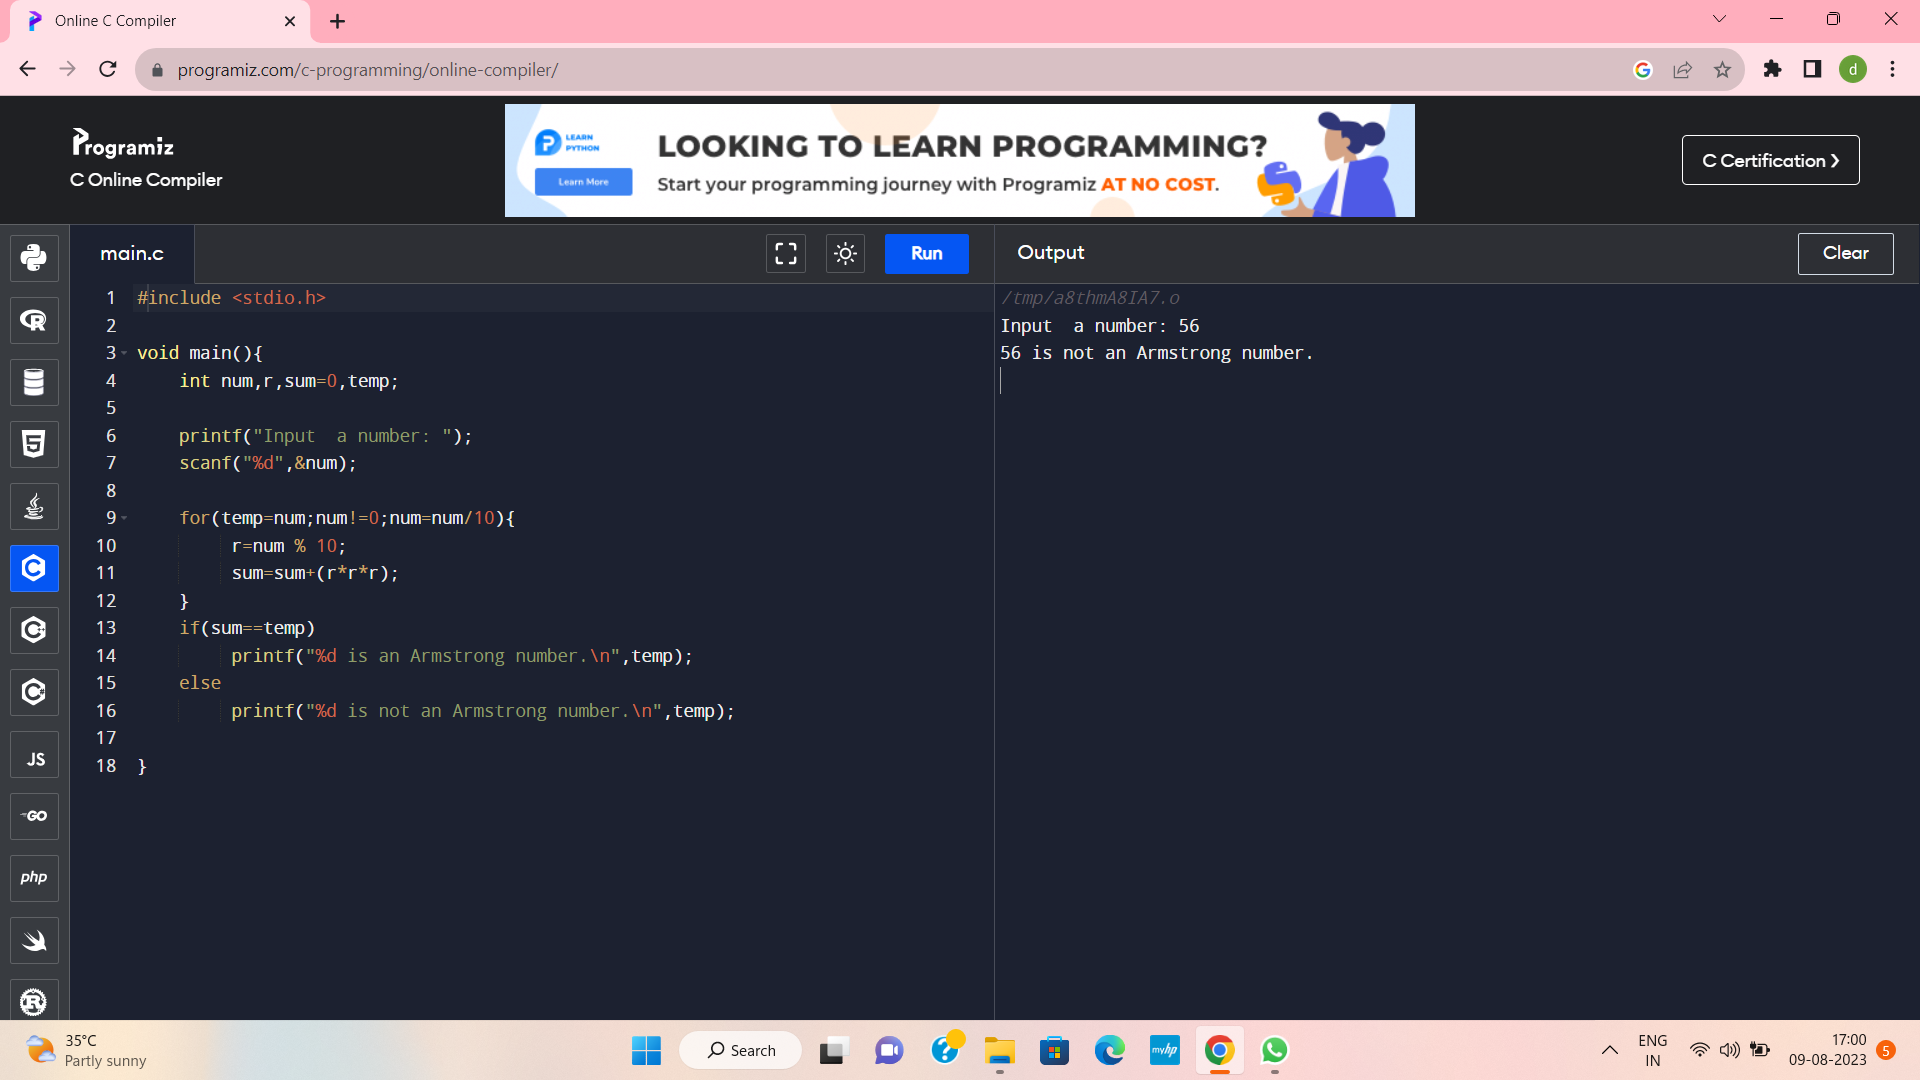 Online C Compiler
programiz.com/c-programming/online-compiler/
d
Programiz
C Online Compiler
LEARN
PYTHON
Learn More
LOOKING TO LEARN PROGRAMMING?
Start your programming journey with Programiz AT NO COST.
C Certification
main.c
Run
Output
Clear
1 #include <stdio.h>
2
3 void main(){
4 int num,r,sum=0,temp;
5
6 printf("Input  a number: ");
7 scanf("%d",&num);
8
9 for(temp=num;num!=0;num=num/10){
10 r=num % 10;
11 sum=sum+(r*r*r);
12 }
13 if(sum==temp)
14 printf("%d is an Armstrong number.\n",temp);
15 else
16 printf("%d is not an Armstrong number.\n",temp);
17
18 }
/tmp/a8thmA8IA7.o
Input  a number: 56
56 is not an Armstrong number.
R
5
C
C
C
JS
GO
php
R
35°C
Partly sunny
Search
myhp
ENG
IN
17:00
09-08-2023
5